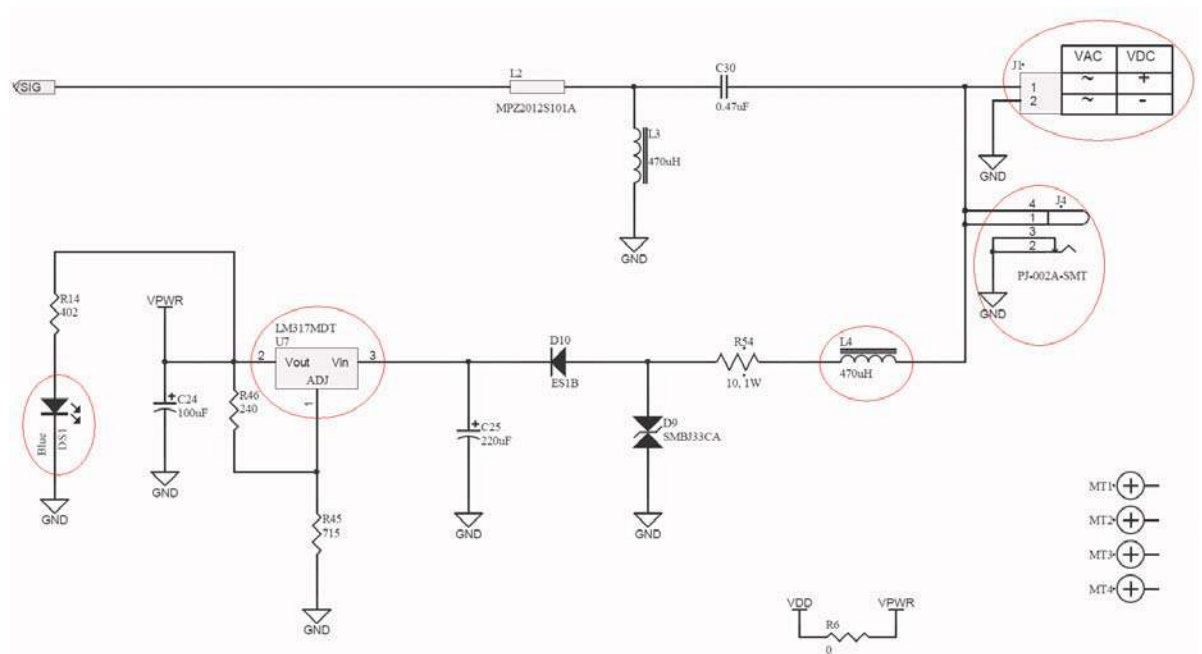 VSIG
L2
MPZ2012S101A
C30
0.47uF
L3
470uH
GND
J1
VAC VDC
1 ~ +
2 ~ -
GND
4 J4
1
3
2
PJ-002A-SMT
GND
R14
402
VPWR
LM317MDT
U7
2 Vout Vin 3
ADJ
1
D10
ES1B
R54
10, 1W
L4
470uH
Blue
DS1
GND
C24
100uF
GND
R46
240
R45
715
GND
C25
220uF
GND
D9
SMBJ33CA
GND
MT1
MT2
MT3
MT4
VDD VPWR
R6
0